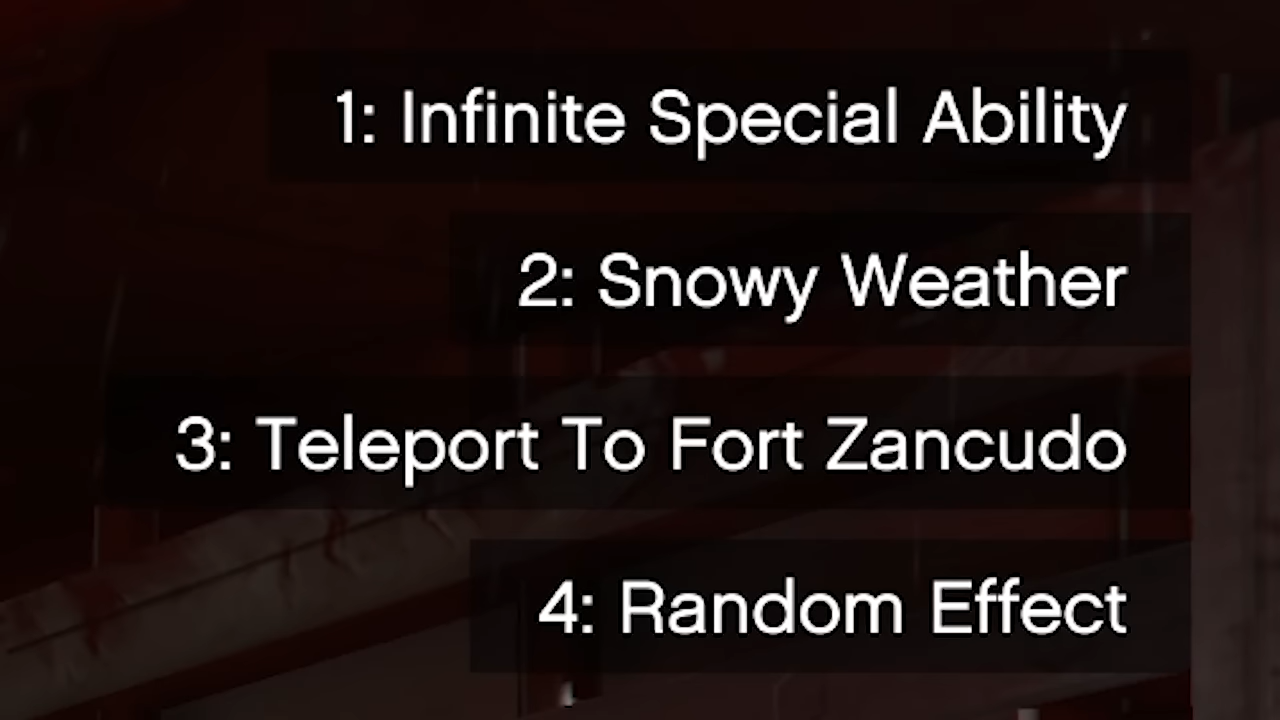 1: Infinite Special Ability
2: Snowy Weather
3: Teleport To Fort Zancudo
4: Random Effect